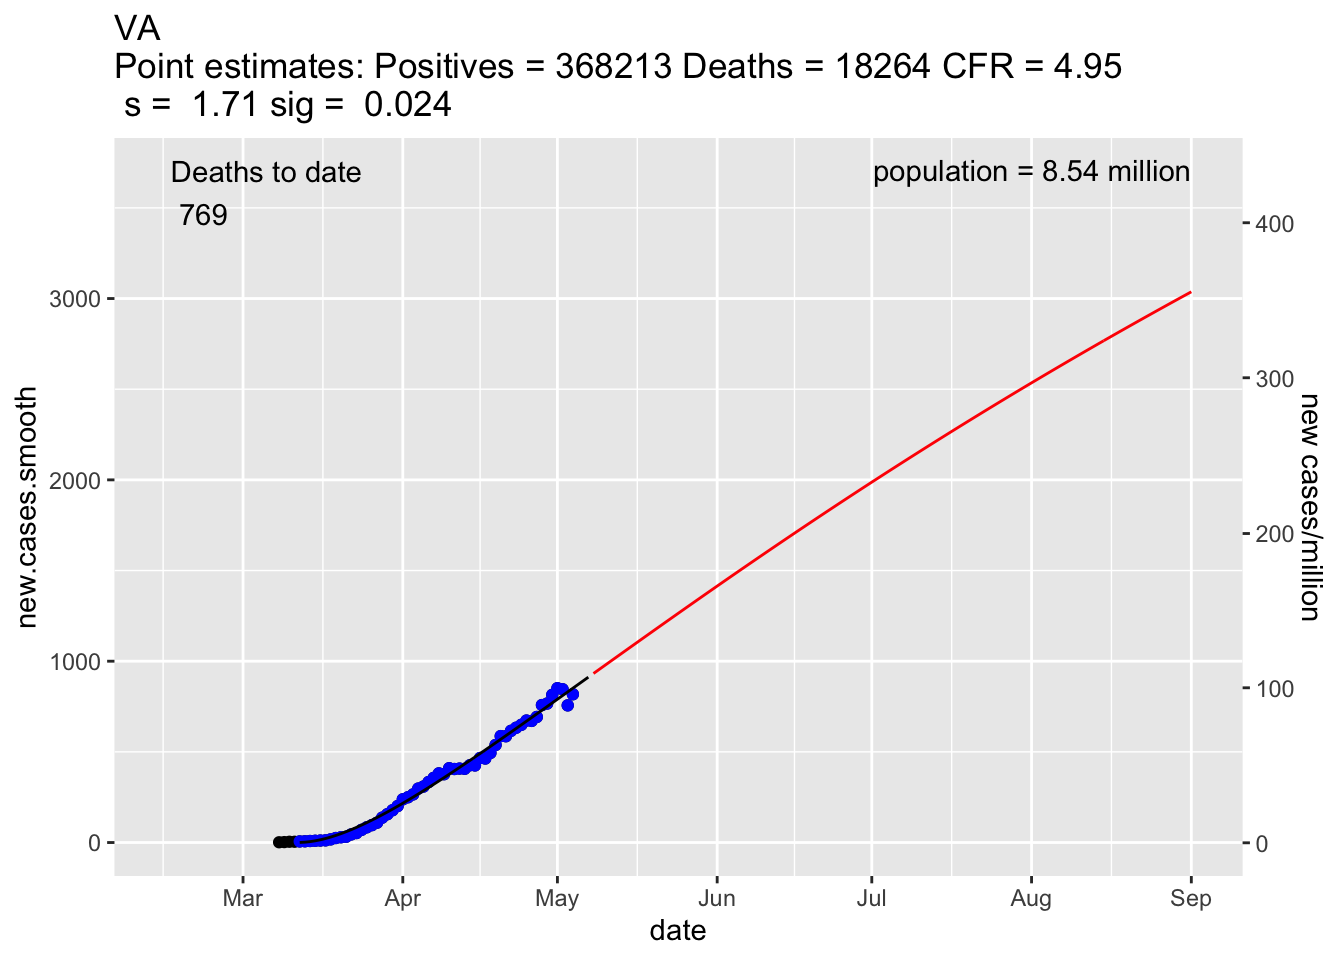 VA
Point estimates: Positives = 368213 Deaths = 18264 CFR = 4.95
s = 1.71 sig = 0.024
Deaths to date
769
population = 8.54 million
new.cases.smooth
3000
2000
1000
0
400
300
200
100
0
new cases/million
Mar
Apr
May
Jun
Jul
Aug
Sep
date